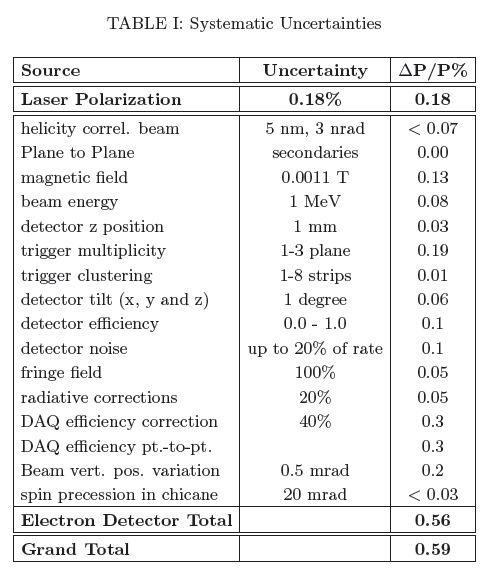 TABLE I: Systematic Uncertainties
Source Uncertainty ΔP/P%
Laser Polarization 0.18% 0.18
helicity correl. beam 5 nm, 3 nrad < 0.07
Plane to Plane secondaries 0.00
magnetic field 0.0011 T 0.13
beam energy 1 MeV 0.08
detector z position 1 mm 0.03
trigger multiplicity 1-3 plane 0.19
trigger clustering 1-8 strips 0.01
detector tilt (x, y and z) 1 degree 0.06
detector efficiency 0.0 - 1.0 0.1
detector noise up to 20% of rate 0.1
fringe field 100% 0.05
radiative corrections 20% 0.05
DAQ efficiency correction 40% 0.3
DAQ efficiency pt.-to-pt. 0.3
Beam vert. pos. variation 0.5 mrad 0.2
spin precession in chicane 20 mrad < 0.03
Electron Detector Total 0.56
Grand Total 0.59